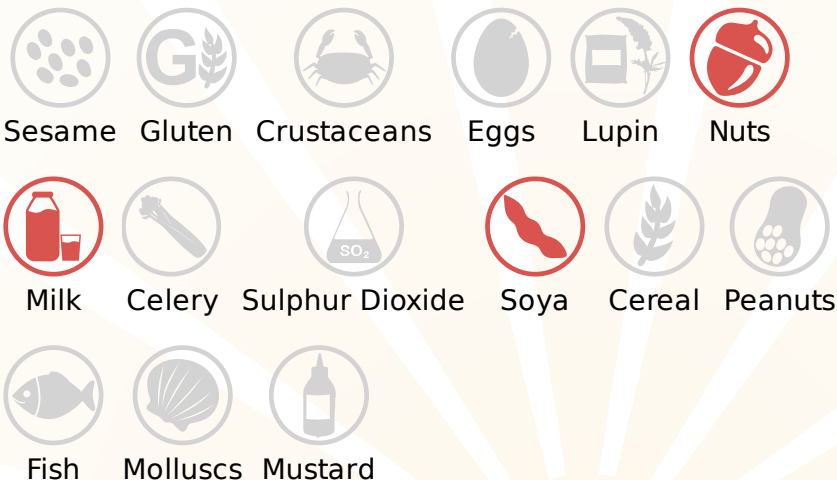 G
Sesame Gluten Crustaceans Eggs Lupin Nuts
SO₂
Milk Celery Sulphur Dioxide Soya Cereal Peanuts
Fish Molluscs Mustard